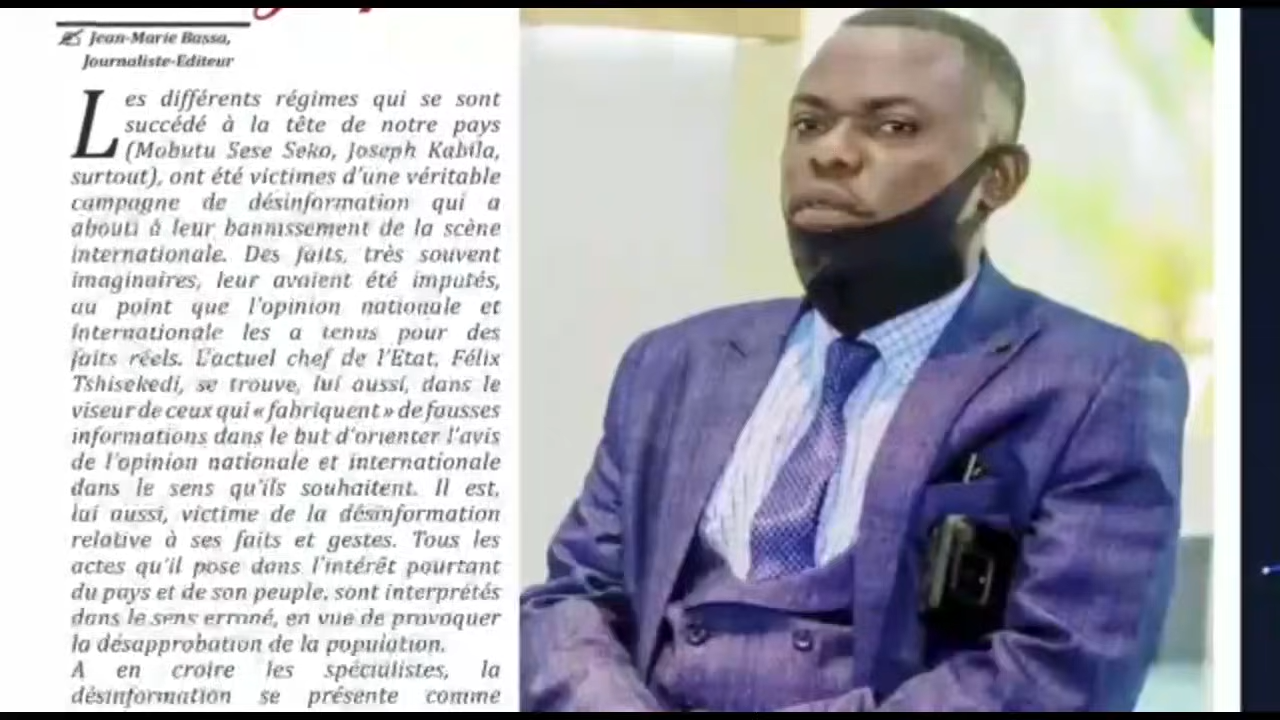 Jean-Marie Bassa,
Journaliste-Editeur
Les différents régimes qui se sont
succédé à la tête de notre pays
(Mobutu Sese Seko, Joseph Kabila,
surtout), ont été victimes d'une véritable
campagne de désinformation qui a
abouti à leur bannissement de la scène
internationale. Des faits, très souvent
imaginaires, leur avaient été imputés,
au point que l'opinion nationale et
internationale les a tenus pour des
faits réels. L'actuel chef de l'Etat, Félix
Tshisekedi, se trouve, lui aussi, dans le
viseur de ceux qui « fabriquent » de fausses
informations dans le but d'orienter l'avis
de l'opinion nationale et internationale
dans le sens qu'ils souhaitent. Il est,
lui aussi, victime de la désinformation
relative à ses faits et gestes. Tous les
actes qu'il pose dans l'intérêt pourtant
du pays et de son peuple, sont interprétés
dans le sens erroné, en vue de provoquer
la désapprobation de la population.
A en croire les spécialistes, la
désinformation se présente comme